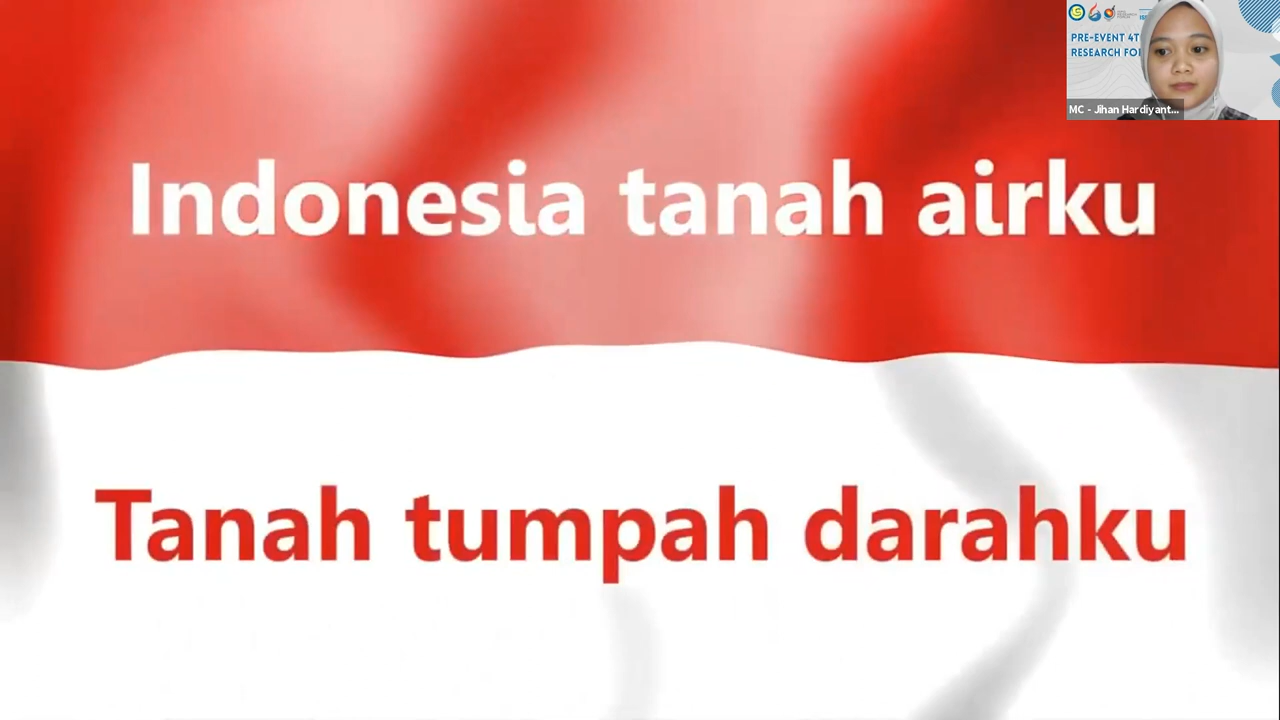 Indonesia tanah airku
Tanah tumpah darahku
PRE-EVENT 4T
RESEARCH FO
MC - Jihan Hardiyant...